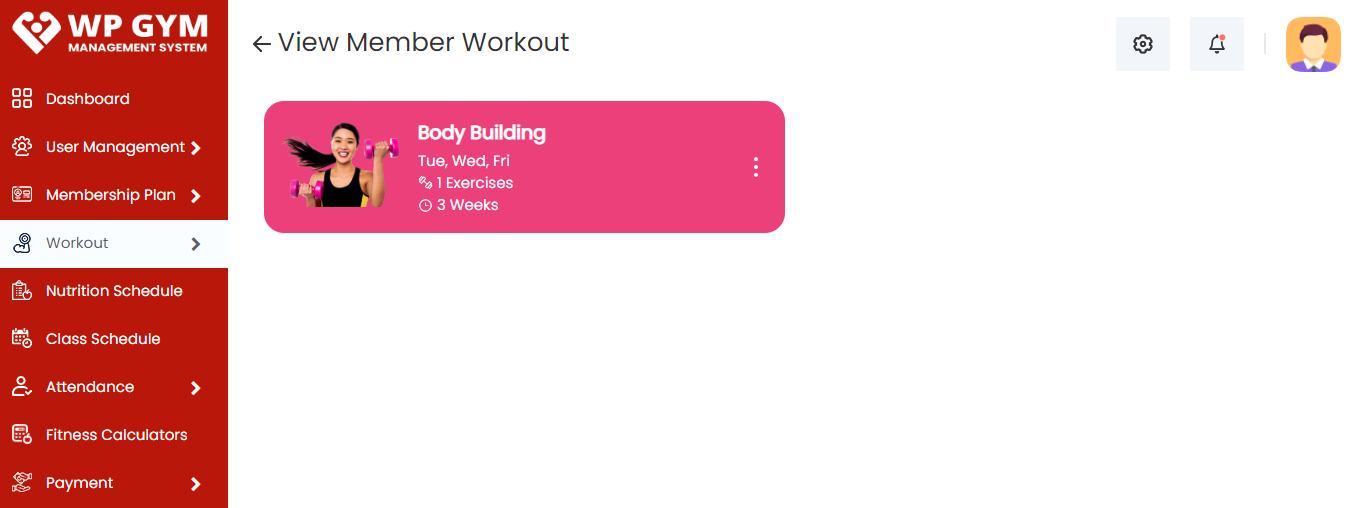 WP GYM
MANAGEMENT SYSTEM
Dashboard
User Management
Membership Plan
Workout
Nutrition Schedule
Class Schedule
Attendance
Fitness Calculators
Payment
View Member Workout
Body Building
Tue, Wed, Fri
1 Exercises
3 Weeks